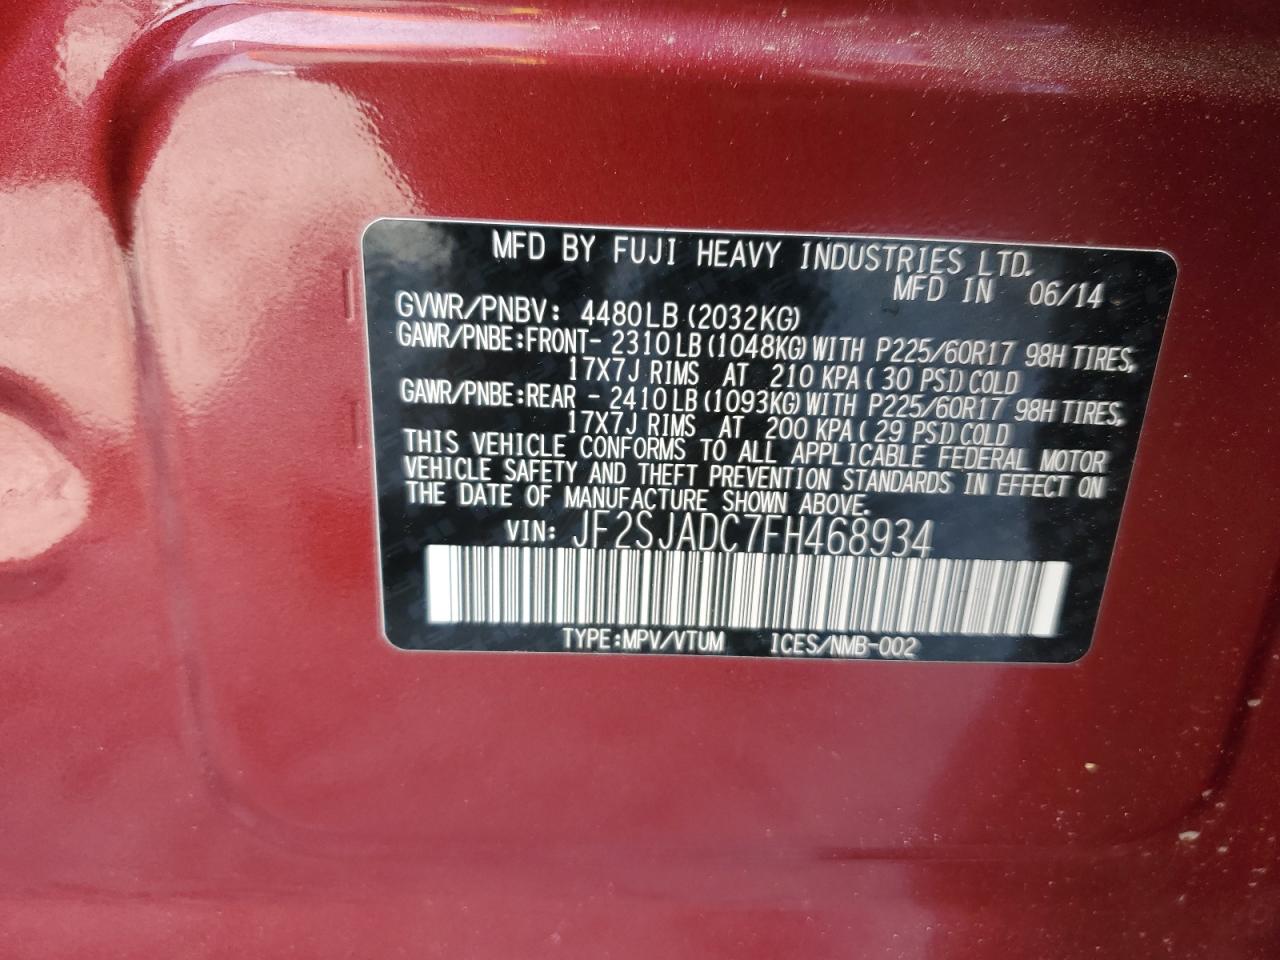 MFD BY FUJI HEAVY INDUSTRIES LTD.
MFD IN 06/14
GVWR/PNBV: 4480LB (2032KG)
GAWR/PNBE:FRONT- 2310LB (1048KG) WITH P225/60R17 98H TIRES,
17X7J RIMS AT 210 KPA ( 30 PSI) COLD
GAWR/PNBE:REAR - 2410LB (1093KG) WITH P225/60R17 98H TIRES,
17X7J RIMS AT 200 KPA ( 29 PSI) COLD
THIS VEHICLE CONFORMS TO ALL APPLICABLE FEDERAL MOTOR
VEHICLE SAFETY AND THEFT PREVENTION STANDARDS IN EFFECT ON
THE DATE OF MANUFACTURE SHOWN ABOVE.
VIN: JF2SJADC7FH468934
TYPE:MPV/VTUM ICES/NMB-002